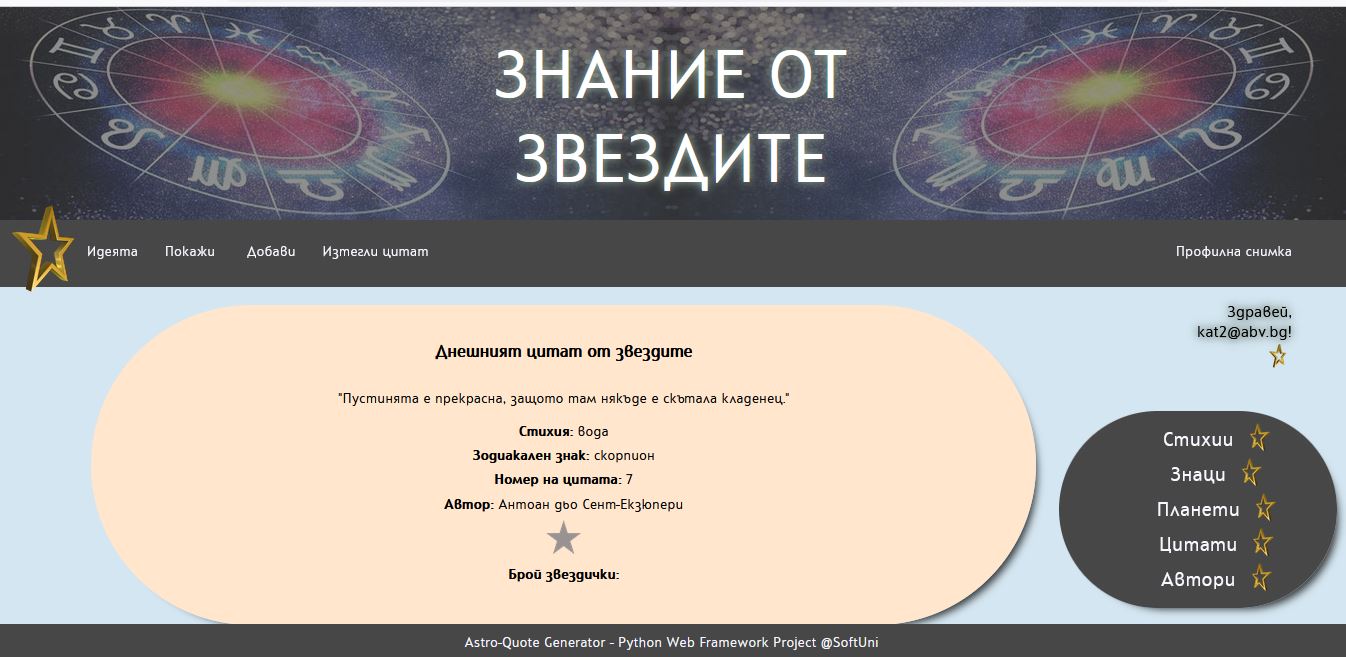 ЗНАНИЕ ОТ
ЗВЕЗДИТЕ
Идеята Покажи Добави Изтегли цитат Профилна снимка
Здравей,
kat2@abv.bg!
Днешният цитат от звездите
"Пустинята е прекрасна, защото там някъде е скътала кладенец."
Стихия: вода
Зодиакален знак: скорпион
Номер на цитата: 7
Автор: Антоан дьо Сент-Екзюпери
Брой звездички:
Стихии
Знаци
Планети
Цитати
Автори
Astro-Quote Generator - Python Web Framework Project @SoftUni